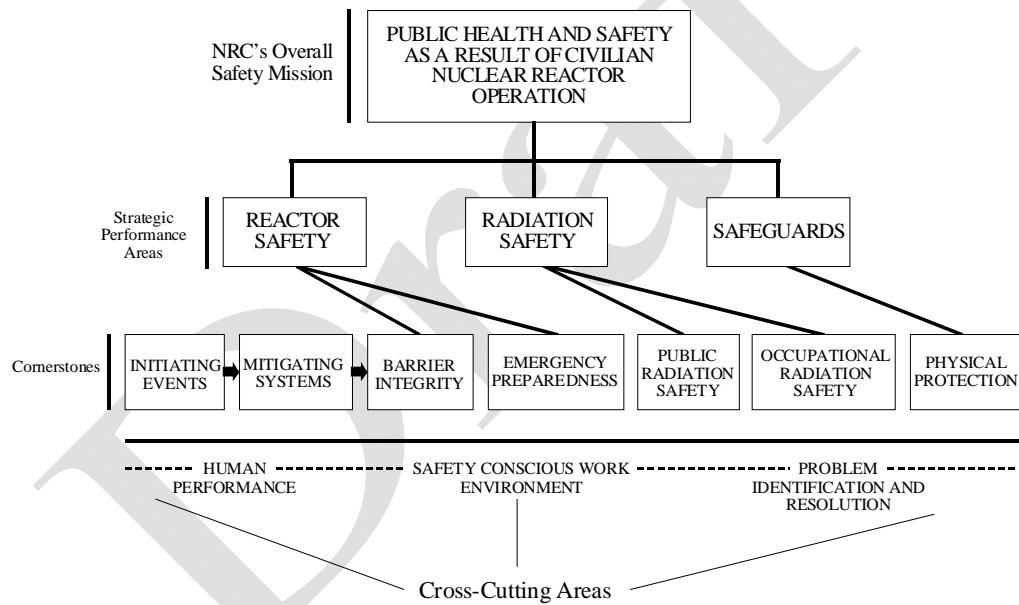 NRC's Overall
Safety Mission
PUBLIC HEALTH AND SAFETY
AS A RESULT OF CIVILIAN
NUCLEAR REACTOR
OPERATION
Strategic
Performance
Areas
REACTOR
SAFETY
RADIATION
SAFETY
SAFEGUARDS
Cornerstones
INITIATING
EVENTS
MITIGATING
SYSTEMS
BARRIER
INTEGRITY
EMERGENCY
PREPAREDNESS
PUBLIC
RADIATION
SAFETY
OCCUPATIONAL
RADIATION
SAFETY
PHYSICAL
PROTECTION
HUMAN
PERFORMANCE
SAFETY CONSCIOUS WORK
ENVIRONMENT
PROBLEM
IDENTIFICATION AND
RESOLUTION
Cross-Cutting Areas
Draf